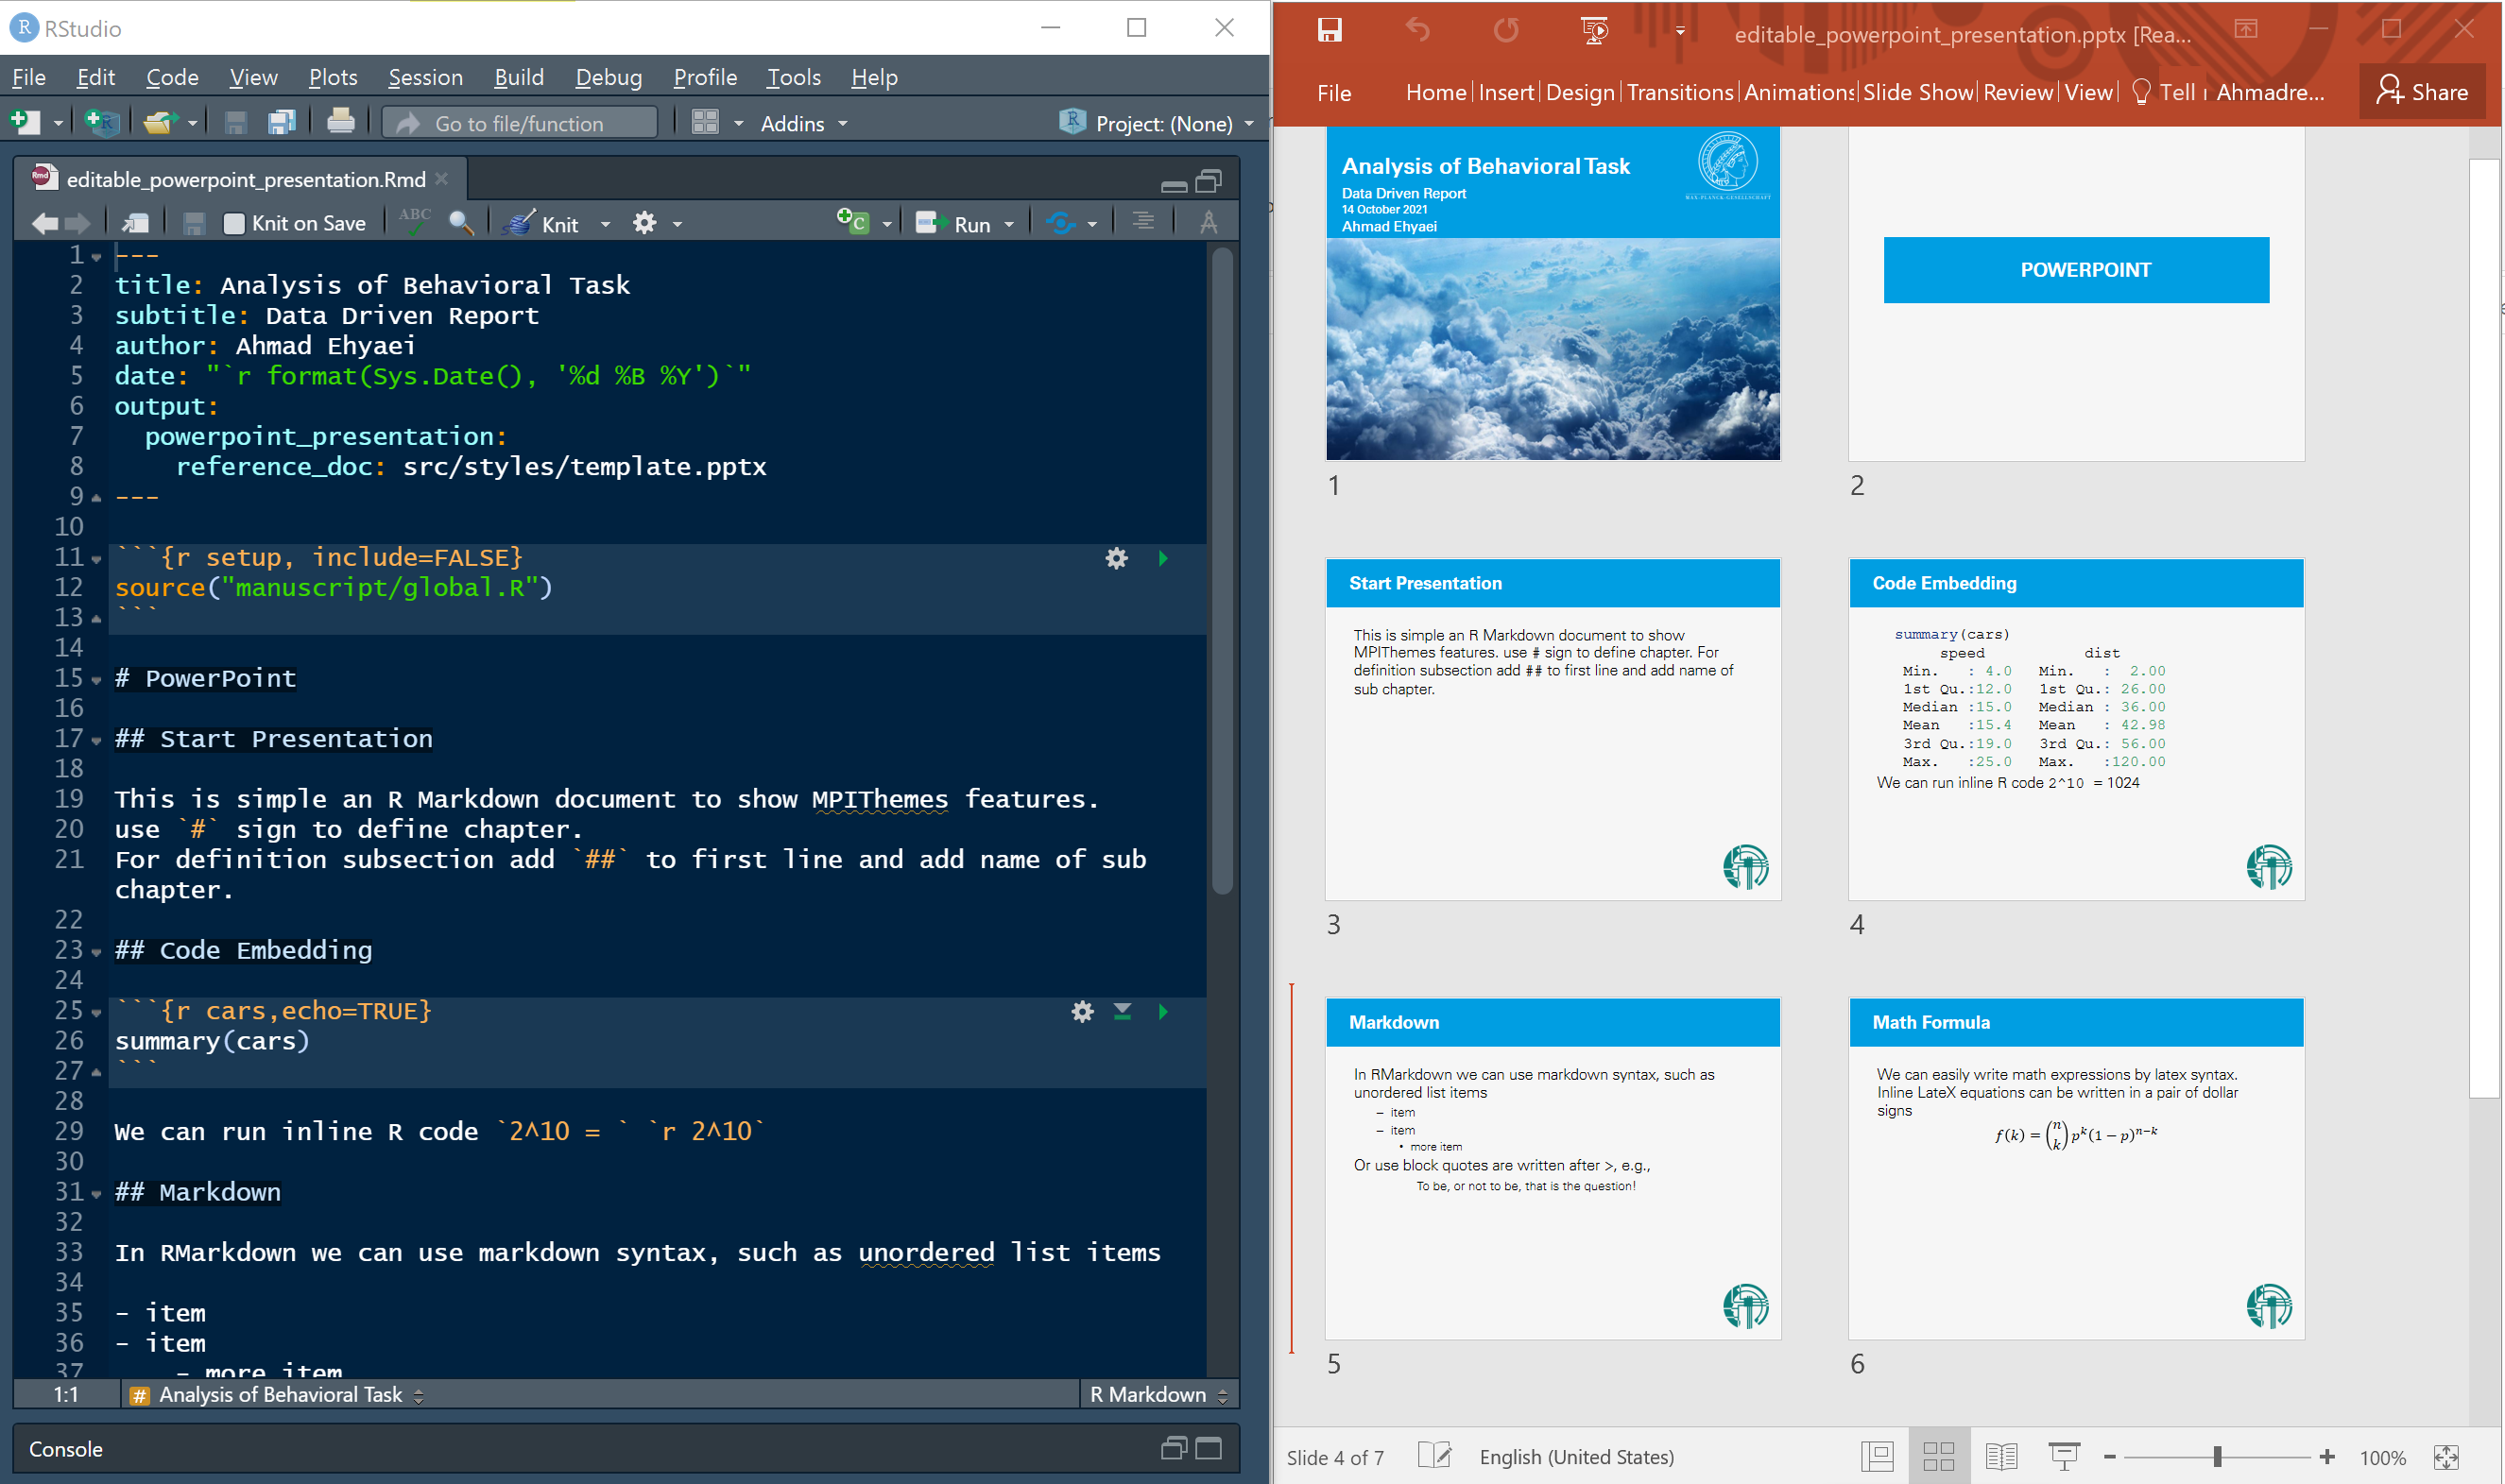 RStudio
File Edit Code View Plots Session Build Debug Profile Tools Help
Go to file/function Addins Project: (None)
editable_powerpoint_presentation.Rmd
ABC Knit on Save Knit Run
1 ---
2 title: Analysis of Behavioral Task
3 subtitle: Data Driven Report
4 author: Ahmad Ehyaei
5 date: "`r format(Sys.Date(), '%d %B %Y')`"
6 output:
7 powerpoint_presentation:
8 reference_doc: src/styles/template.pptx
9 ---
10
11 ```{r setup, include=FALSE}
12 source("manuscript/global.R")
13 ```
14
15 # PowerPoint
16
17 ## Start Presentation
18
19 This is simple an R Markdown document to show MPIThemes features.
20 use `#` sign to define chapter.
21 For definition subsection add `##` to first line and add name of sub
chapter.
22
23 ## Code Embedding
24
25 ```{r cars,echo=TRUE}
26 summary(cars)
27 ```
28
29 We can run inline R code `2^10 = ` `r 2^10`
30
31 ## Markdown
32
33 In RMarkdown we can use markdown syntax, such as unordered list items
34
35 - item
36 - item
37 - more item
1:1 # Analysis of Behavioral Task R Markdown
Console
editable_powerpoint_presentation.pptx [Rea...
File Home Insert Design Transitions Animations Slide Show Review View Tell Ahmadre... Share
Analysis of Behavioral Task
Data Driven Report
14 October 2021
Ahmad Ehyaei
MAX-PLANCK-GESELLSCHAFT
1
POWERPOINT
2
Start Presentation
This is simple an R Markdown document to show
MPIThemes features. use # sign to define chapter. For
definition subsection add ## to first line and add name of
sub chapter.
3
Code Embedding
summary(cars)
speed dist
Min. : 4.0 Min. : 2.00
1st Qu.:12.0 1st Qu.: 26.00
Median :15.0 Median : 36.00
Mean :15.4 Mean : 42.98
3rd Qu.:19.0 3rd Qu.: 56.00
Max. :25.0 Max. :120.00
We can run inline R code 2^10 = 1024
4
Markdown
In RMarkdown we can use markdown syntax, such as
unordered list items
– item
– item
• more item
Or use block quotes are written after >, e.g.,
To be, or not to be, that is the question!
5
Math Formula
We can easily write math expressions by latex syntax.
Inline LateX equations can be written in a pair of dollar
signs
f(k) = (n k) p^k (1 − p)^{n−k}
6
Slide 4 of 7 English (United States) 100%